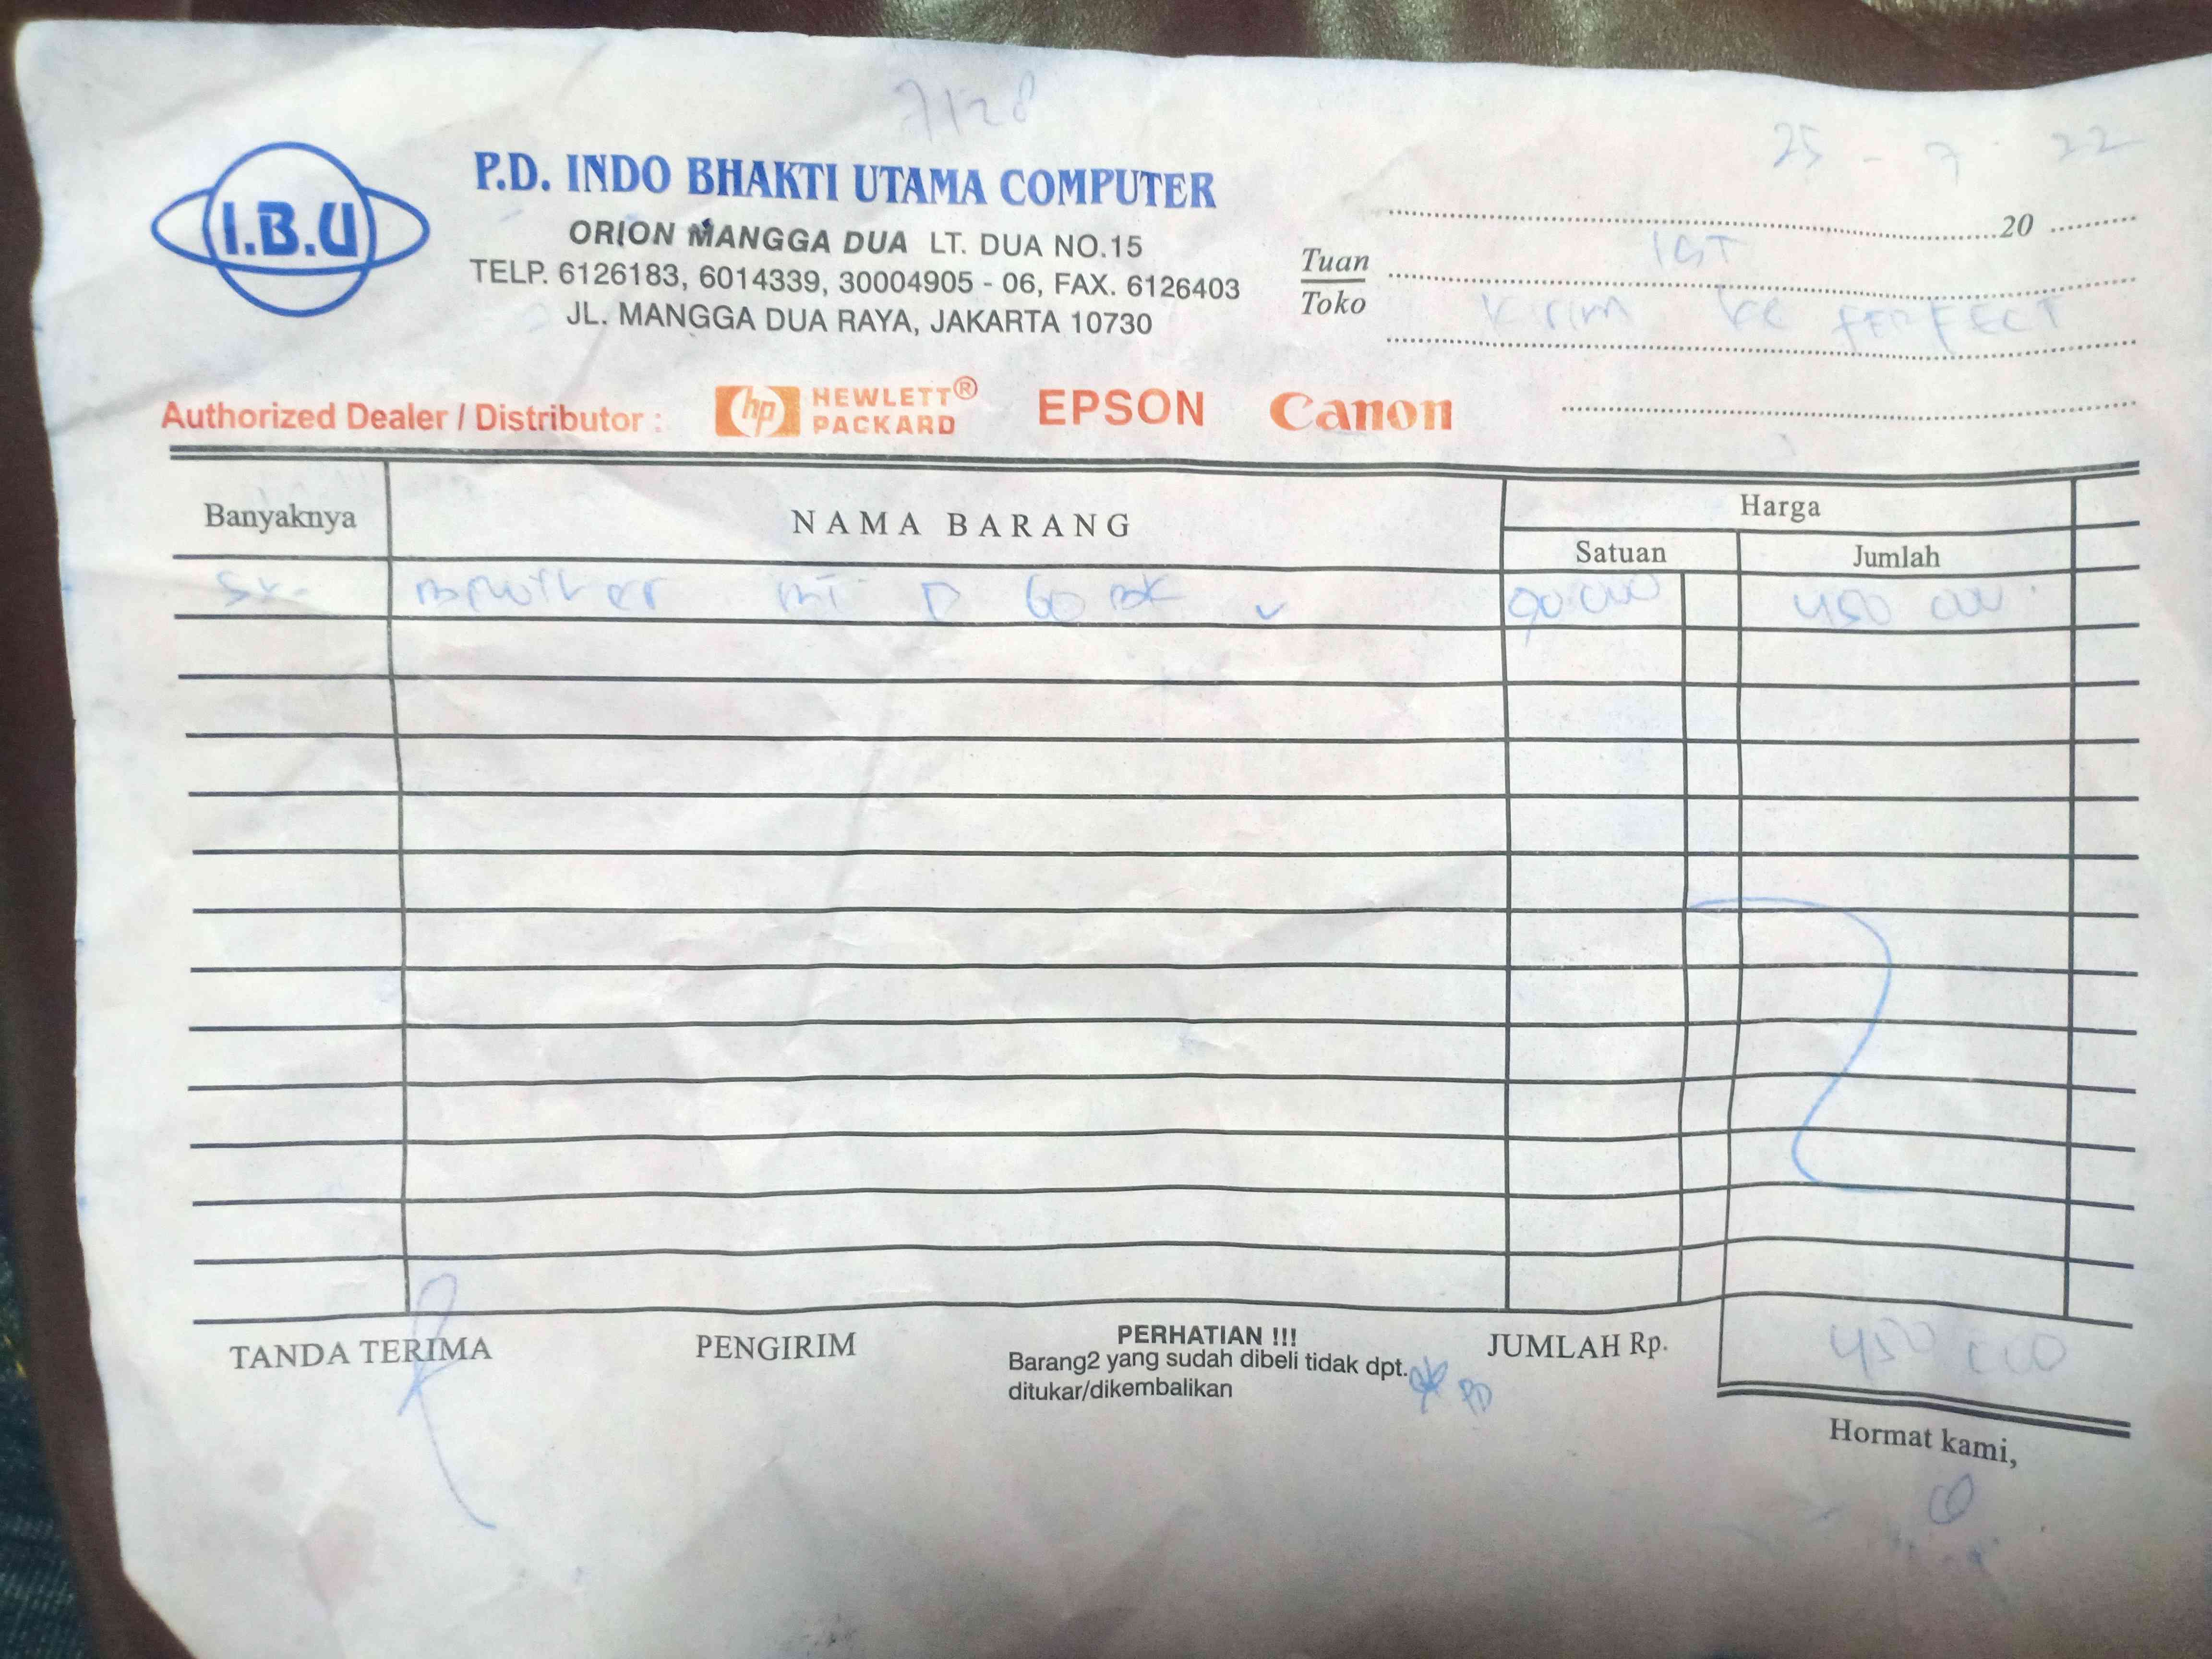 7128
25 - 7 - 22
I.B.U
P.D. INDO BHAKTI UTAMA COMPUTER
ORION MANGGA DUA LT. DUA NO.15
TELP. 6126183, 6014339, 30004905 - 06, FAX. 6126403
JL. MANGGA DUA RAYA, JAKARTA 10730
20
Tuan IGT
Toko Kirim ke PERFECT
Authorized Dealer / Distributor : hp HEWLETT® PACKARD EPSON Canon
Banyaknya NAMA BARANG Harga
Satuan Jumlah
Brother BT D 60 BK 90.000 450 000
TANDA TERIMA PENGIRIM PERHATIAN !!! JUMLAH Rp. 450 000
Barang2 yang sudah dibeli tidak dpt.
ditukar/dikembalikan
Hormat kami,